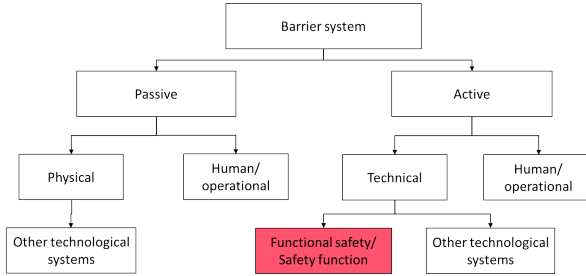 Barrier system
Passive
Active
Physical
Human/
operational
Technical
Human/
operational
Other technological
systems
Functional safety/
Safety function
Other technological
systems